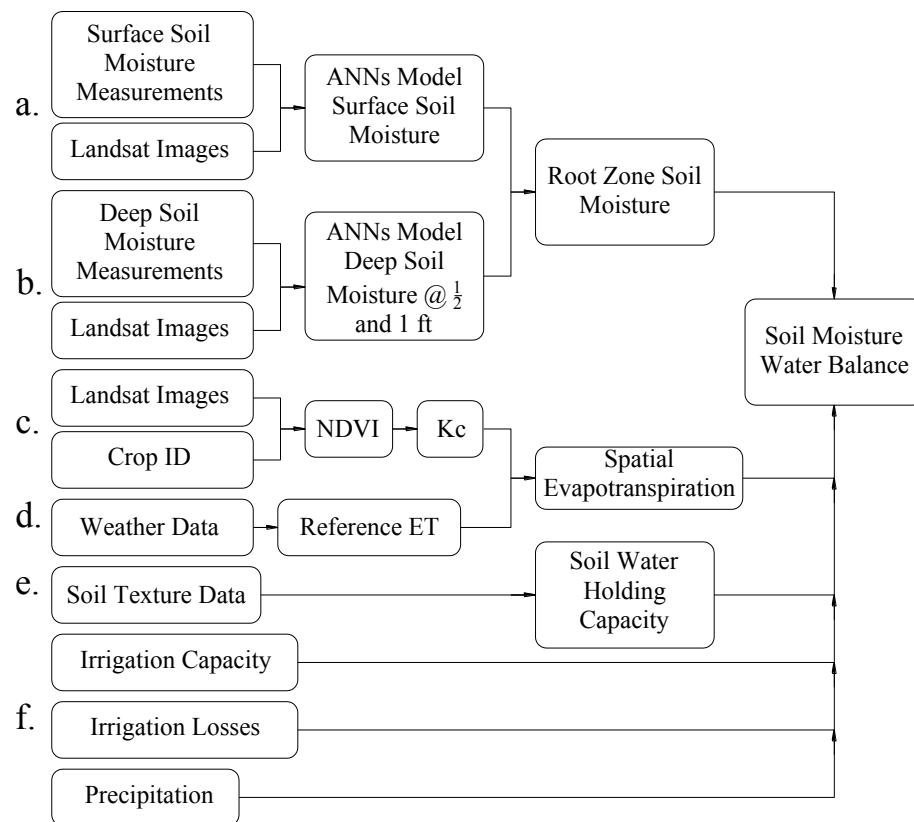 a.
Surface Soil
Moisture
Measurements
Landsat Images
ANNs Model
Surface Soil
Moisture
b.
Deep Soil
Moisture
Measurements
Landsat Images
ANNs Model
Deep Soil
Moisture @ 1/2
and 1 ft
Root Zone Soil
Moisture
Soil Moisture
Water Balance
c.
Landsat Images
Crop ID
NDVI
Kc
Spatial
Evapotranspiration
d.
Weather Data
Reference ET
e.
Soil Texture Data
Soil Water
Holding
Capacity
f.
Irrigation Capacity
Irrigation Losses
Precipitation